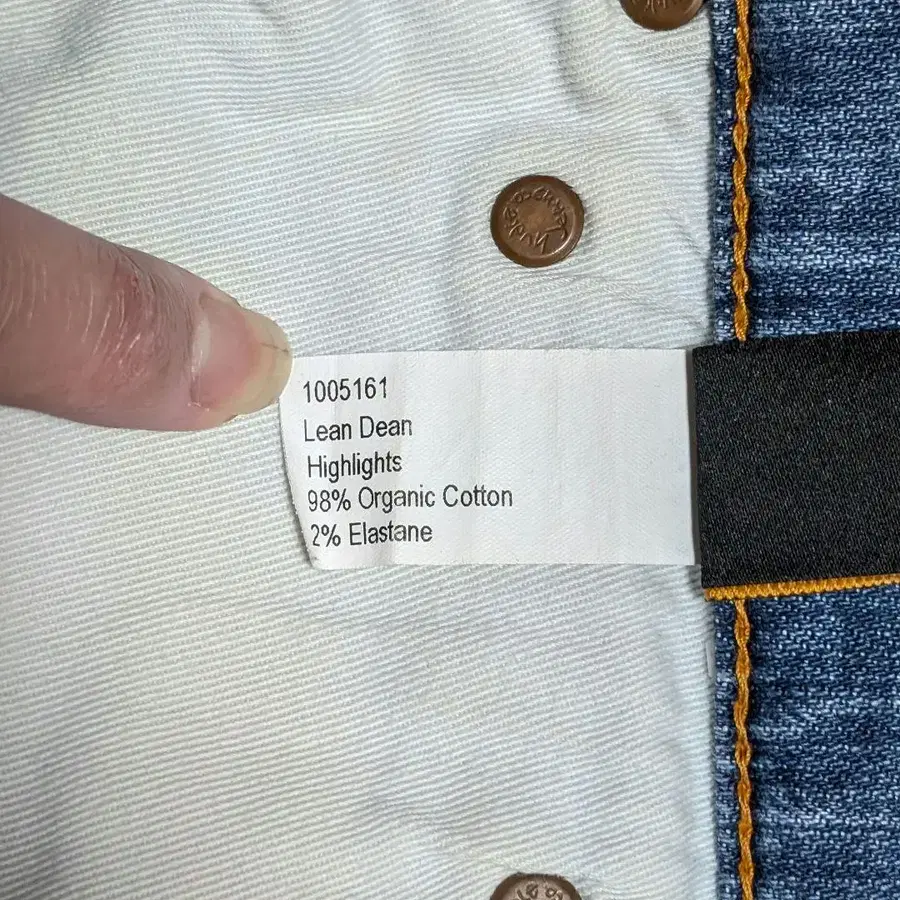 1005161
Lean Dean
Highlights
98% Organic Cotton
2% Elastane